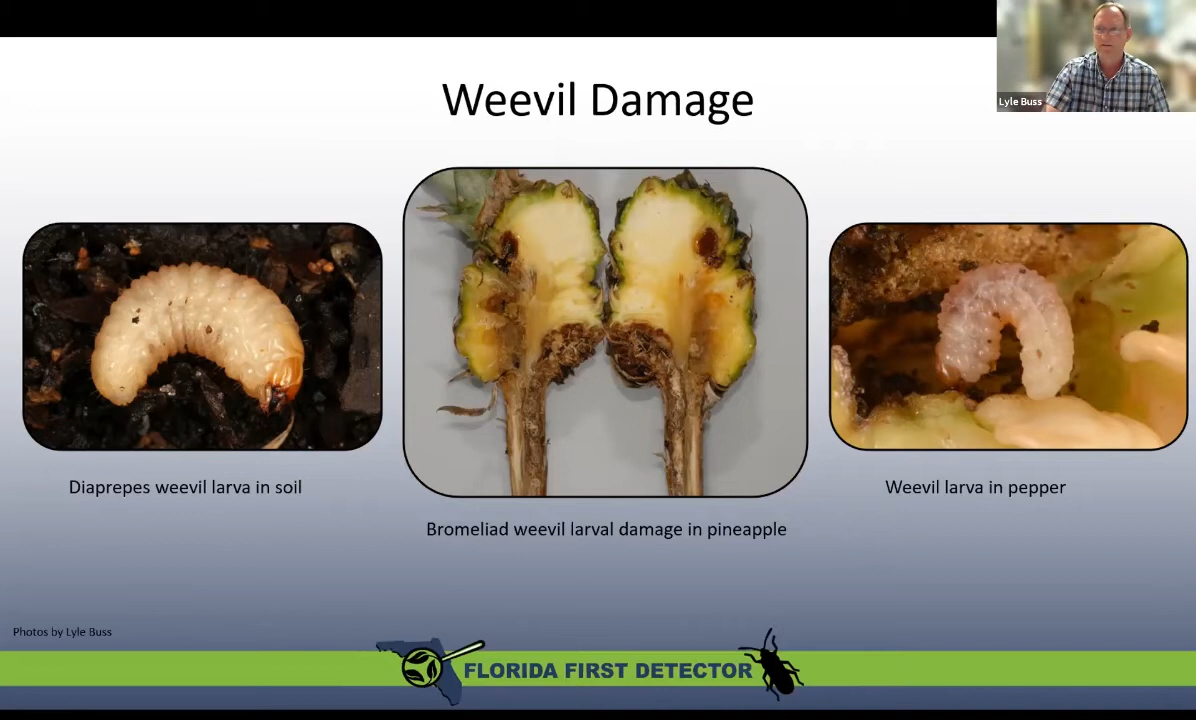 Weevil Damage
Lyle Buss
Diaprepes weevil larva in soil
Bromeliad weevil larval damage in pineapple
Weevil larva in pepper
Photos by Lyle Buss
FLORIDA FIRST DETECTOR